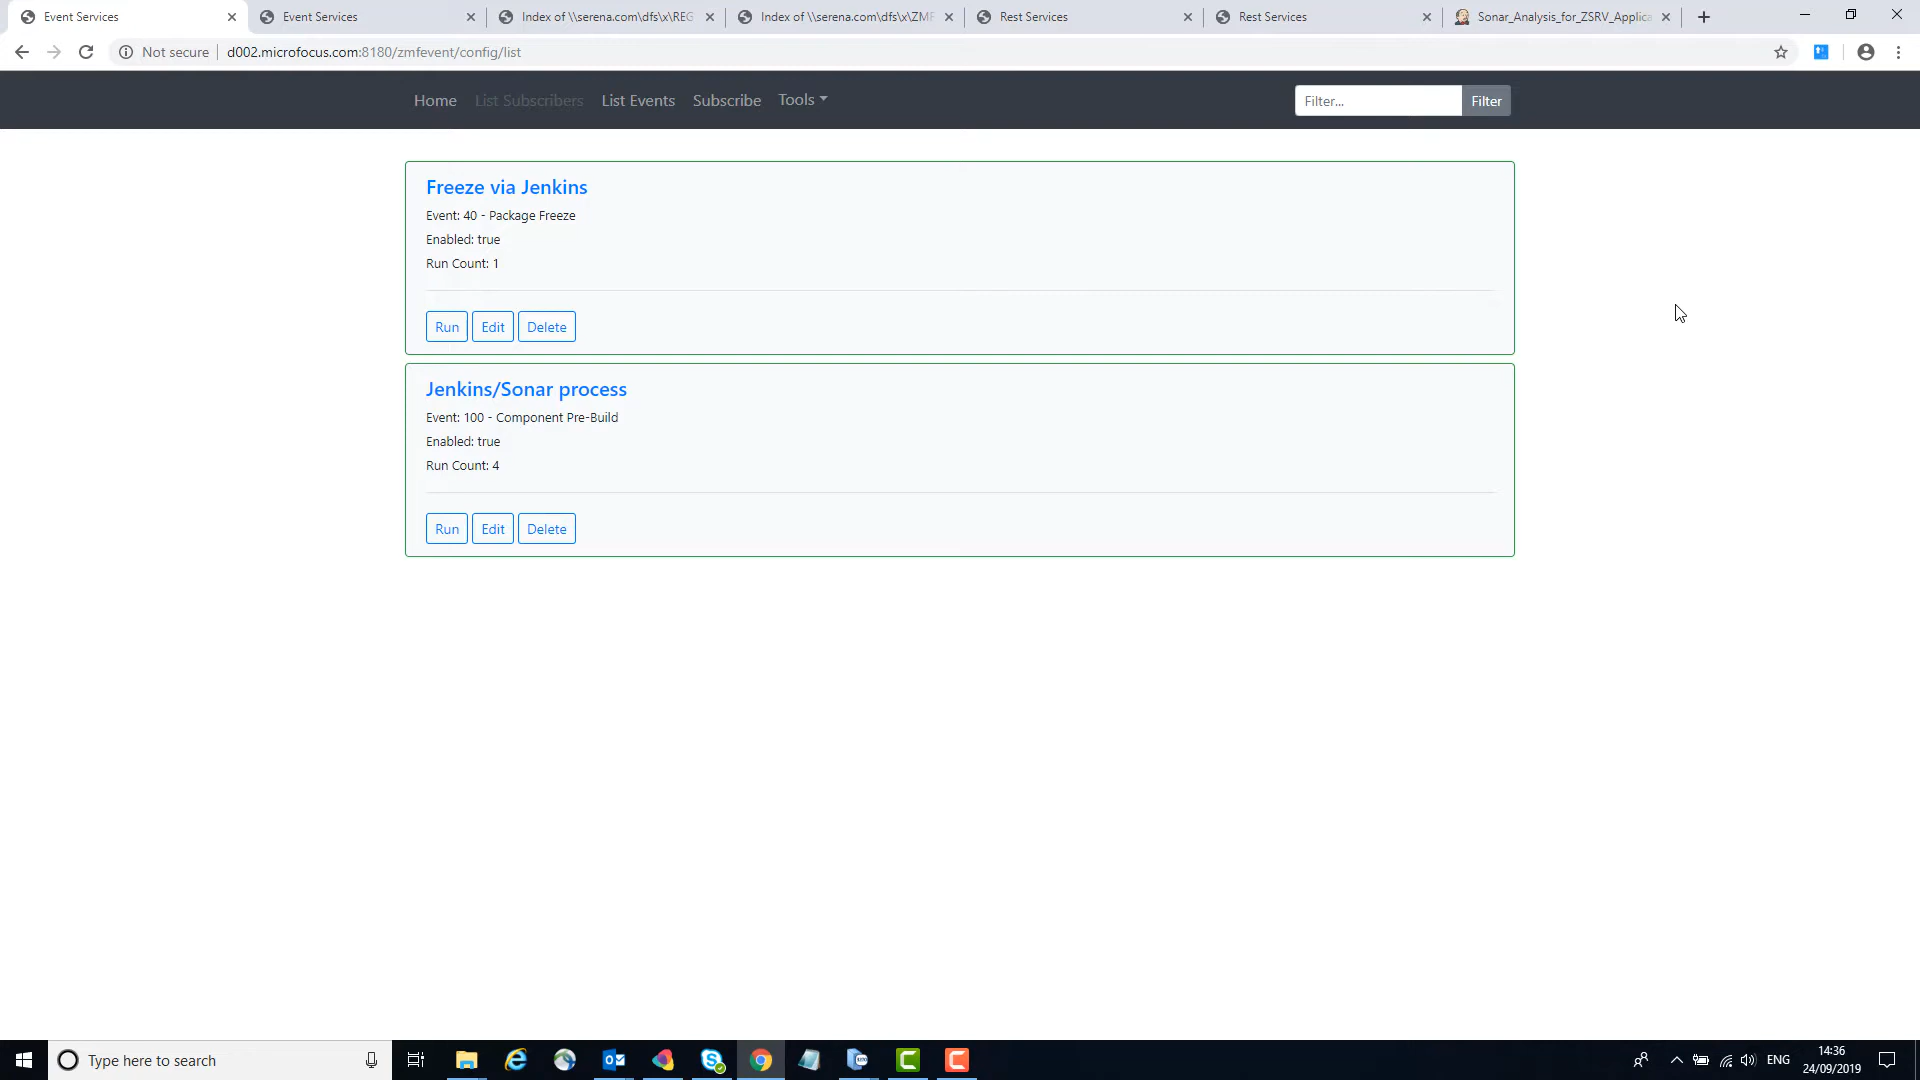 Event Services
Event Services
Index of \\serena.com\dfs\x\REG
Index of \\serena.com\dfs\x\ZMF
Rest Services
Rest Services
Sonar_Analysis_for_ZSRV_Applica
Not secure
d002.microfocus.com:8180/zmfevent/config/list
Home
List Subscribers
List Events
Subscribe
Tools
Filter...
Filter
Freeze via Jenkins
Event: 40 - Package Freeze
Enabled: true
Run Count: 1
Run
Edit
Delete
Jenkins/Sonar process
Event: 100 - Component Pre-Build
Enabled: true
Run Count: 4
Run
Edit
Delete
Type here to search
ENG
14:36
24/09/2019